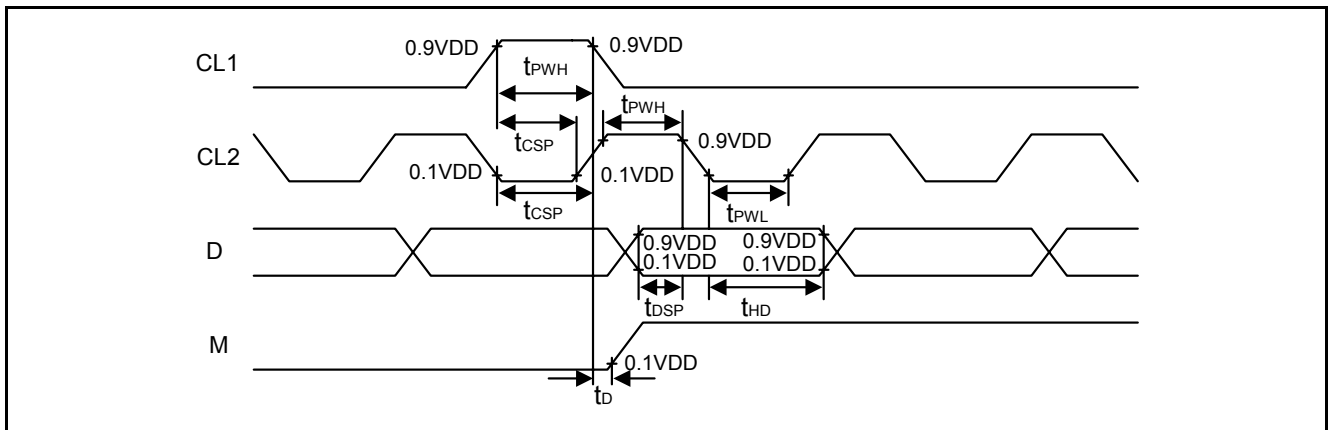 CL1
0.9VDD
0.9VDD
tPWH
tPWH
tCSP
CL2
0.9VDD
0.1VDD
0.1VDD
tCSP
tPWL
D
0.9VDD
0.9VDD
0.1VDD
0.1VDD
tDSP
tHD
M
0.1VDD
tD